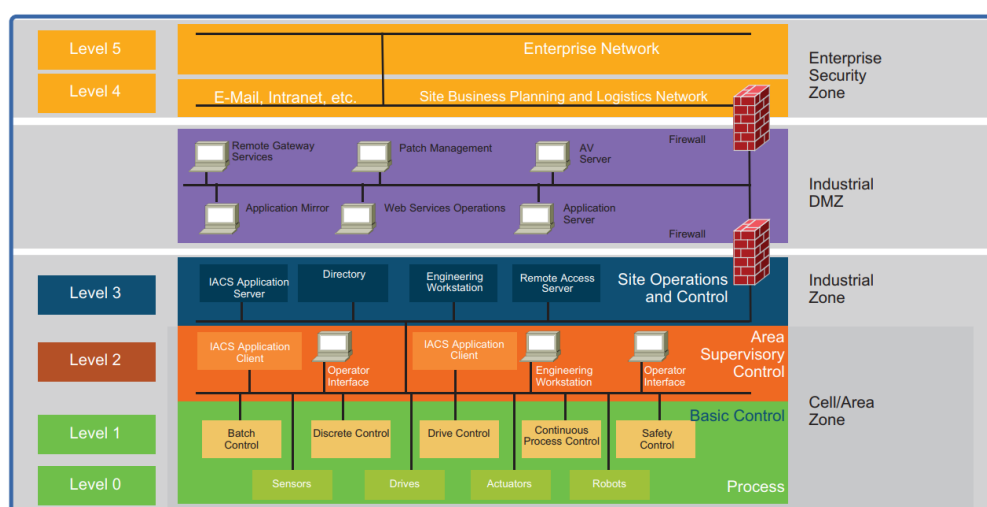 Level 5
Enterprise Network
Enterprise
Security
Zone
Level 4
E-Mail, Intranet, etc.
Site Business Planning and Logistics Network
Remote Gateway
Services
Patch Management
AV
Server
Firewall
Industrial
DMZ
Application Mirror
Web Services Operations
Application
Server
Firewall
Level 3
IACS Application
Server
Directory
Engineering
Workstation
Remote Access
Server
Site Operations
and Control
Industrial
Zone
Level 2
IACS Application
Client
Operator
Interface
IACS Application
Client
Engineering
Workstation
Operator
Interface
Area
Supervisory
Control
Cell/Area
Zone
Level 1
Basic Control
Batch
Control
Discrete Control
Drive Control
Continuous
Process Control
Safety
Control
Level 0
Sensors
Drives
Actuators
Robots
Process